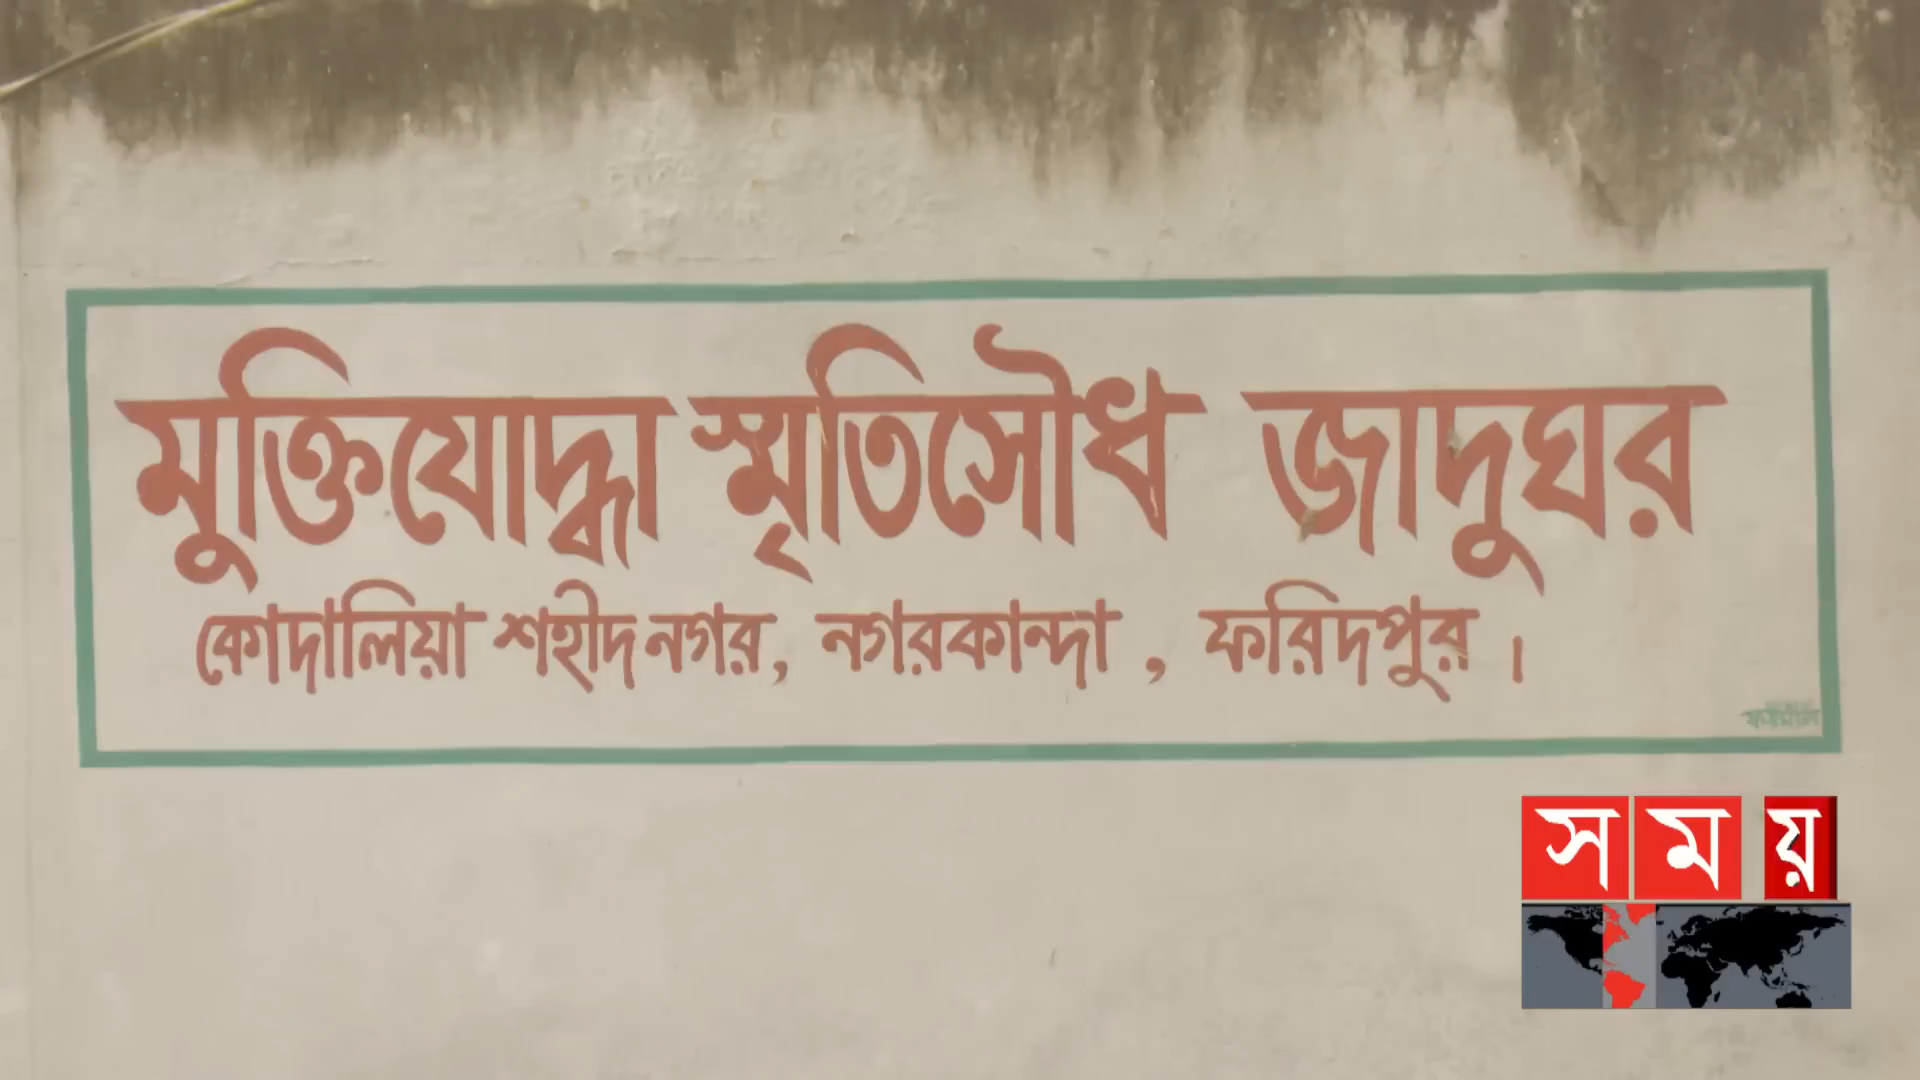 মুক্তিযোদ্ধা স্মৃতিসৌধ জাদুঘর
কোদালিয়া শহীদনগর, নগরকান্দা, ফরিদপুর।
সময়